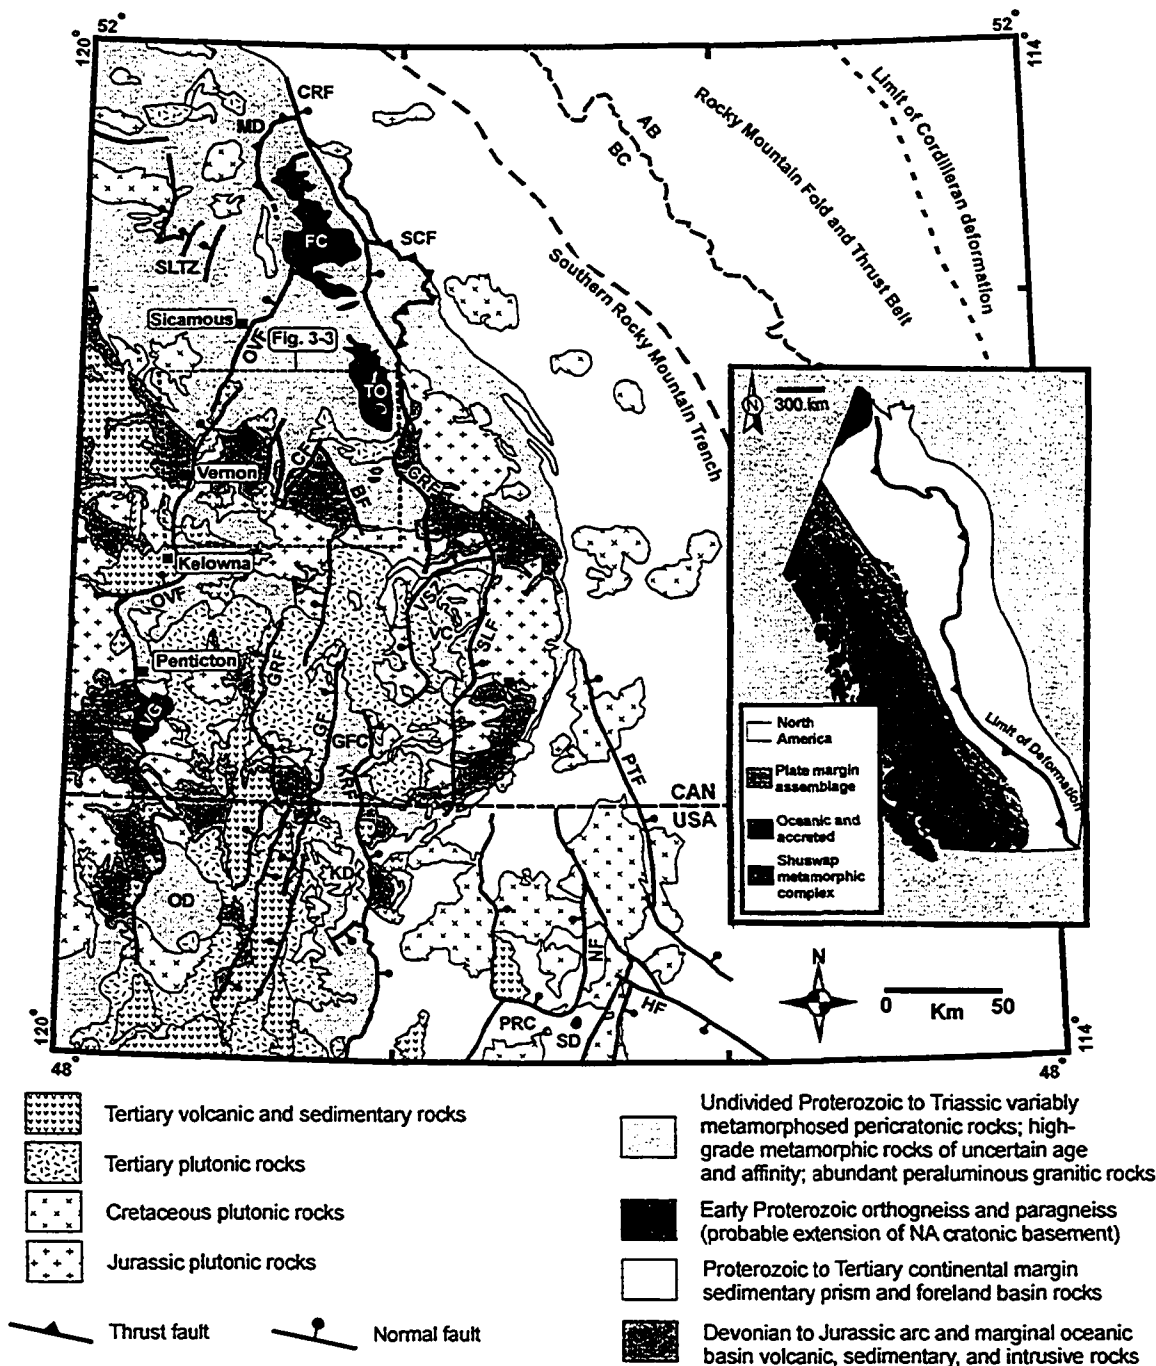 52°
52°
120°
114°
CRF
MD
AB
BC
Rocky Mountain Fold and Thrust Belt
Limit of Cordilleran deformation
FC
SCF
SLTZ
Southern Rocky Mountain Trench
Sicamous
OVF
Fig. 3-3
TO
300 km
N
Vernon
CF
BF
CRF
Kelowna
OVF
VSZ
VC
SLF
Penticton
GRF
VG
GF
GFC
KF
PTF
CAN
USA
North
America
Plate margin
assemblage
Oceanic and
accreted
Shuswap
metamorphic
complex
Limit of Deformation
OD
KD
NF
HF
PRC
SD
N
0 Km 50
120°
48°
48°
114°
Tertiary volcanic and sedimentary rocks
Tertiary plutonic rocks
Cretaceous plutonic rocks
Jurassic plutonic rocks
Thrust fault
Normal fault
Undivided Proterozoic to Triassic variably
metamorphosed pericratonic rocks; high-
grade metamorphic rocks of uncertain age
and affinity; abundant peraluminous granitic rocks
Early Proterozoic orthogneiss and paragneiss
(probable extension of NA cratonic basement)
Proterozoic to Tertiary continental margin
sedimentary prism and foreland basin rocks
Devonian to Jurassic arc and marginal oceanic
basin volcanic, sedimentary, and intrusive rocks